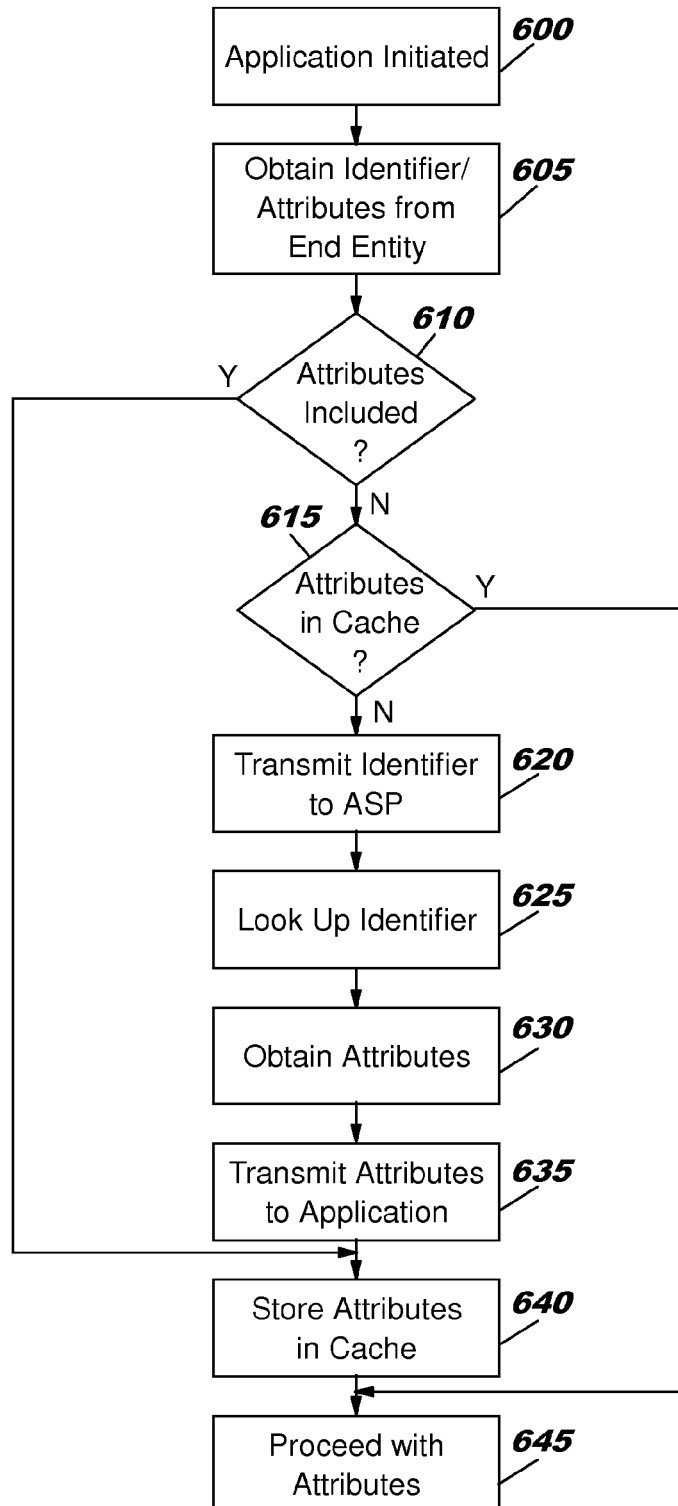 Application Initiated
600
Obtain Identifier/
Attributes from
End Entity
605
610
Attributes
Included
?
Y
N
615
Attributes
in Cache
?
Y
N
Transmit Identifier
to ASP
620
Look Up Identifier
625
Obtain Attributes
630
Transmit Attributes
to Application
635
Store Attributes
in Cache
640
Proceed with
Attributes
645